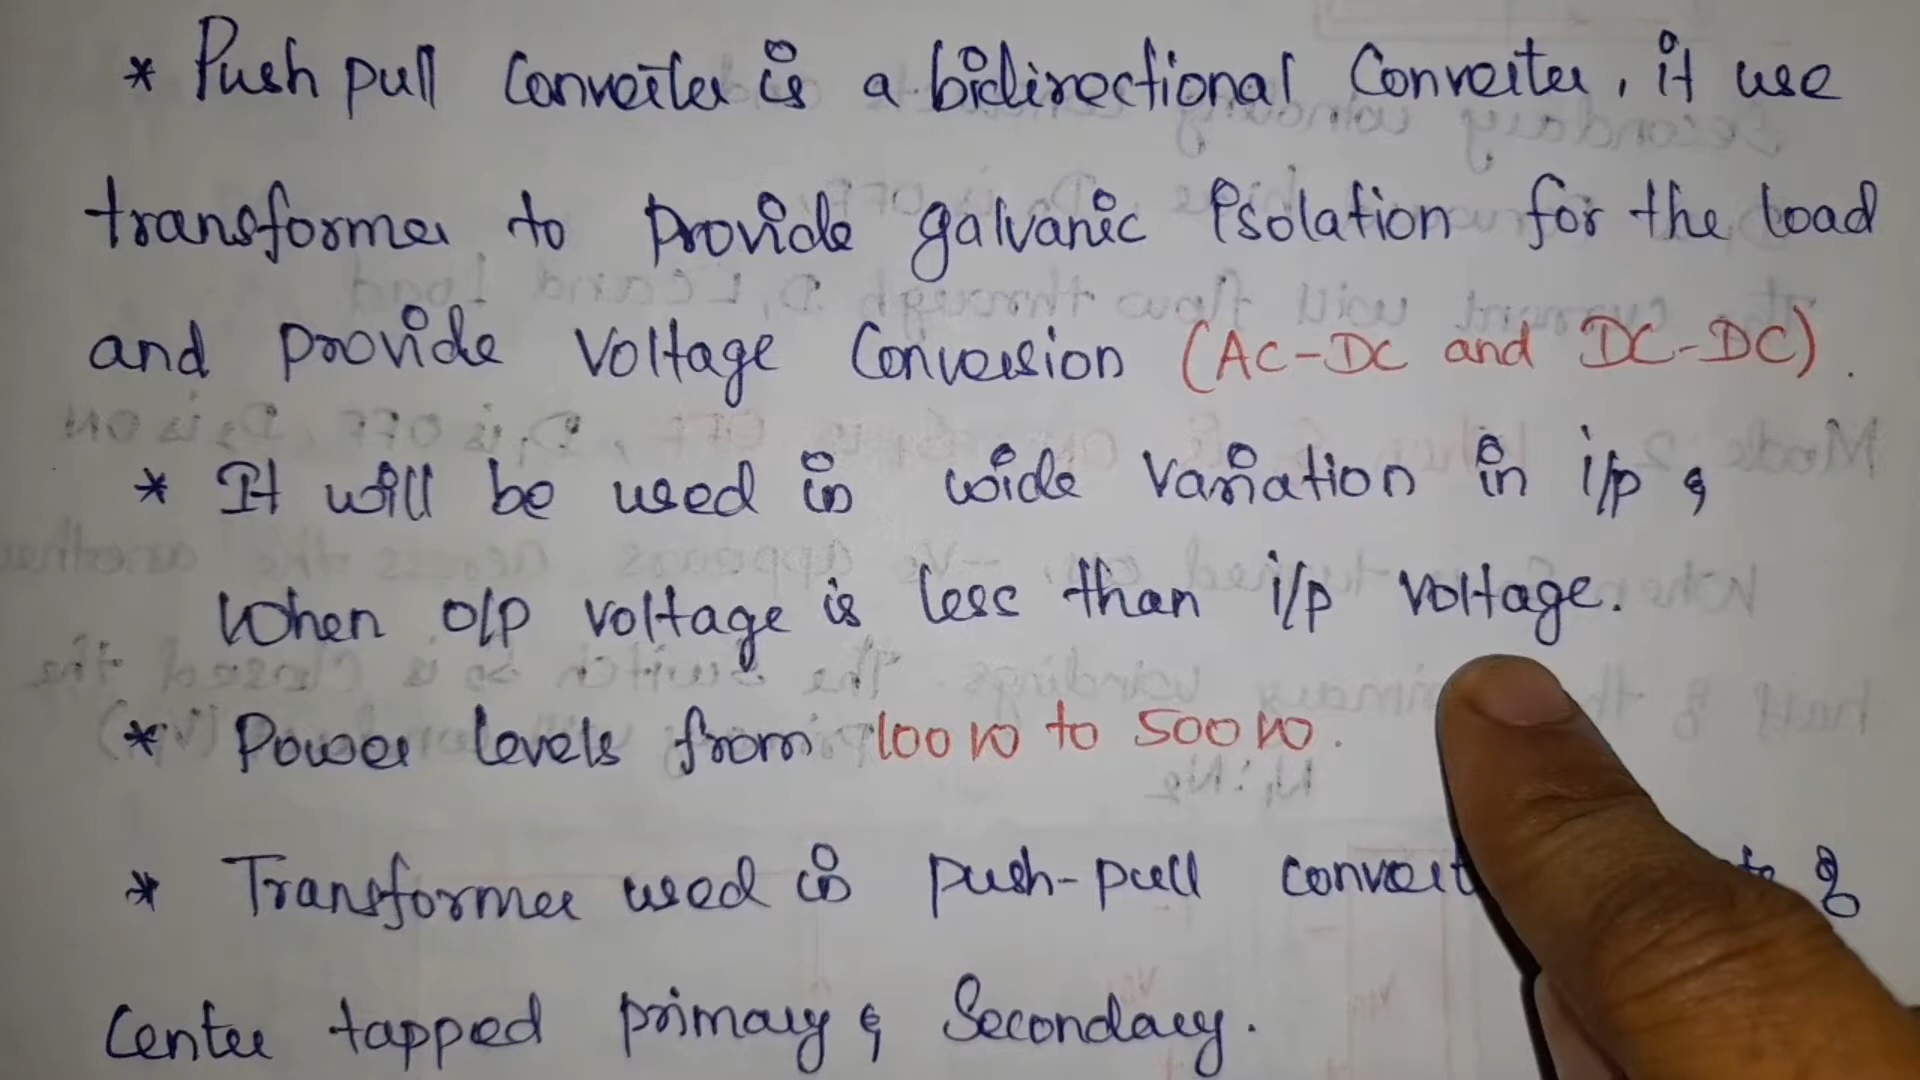 * Push pull Converter is a bidirectional Converter, it use
transformer to provide galvanic isolation for the load
and provide voltage Conversion (AC-DC and DC-DC).
* It will be used in wide variation in i/p &
when o/p voltage is less than i/p voltage.
* Power levels from 100 W to 500 W.
* Transformer used in push-pull
Center tapped primary & Secondary.